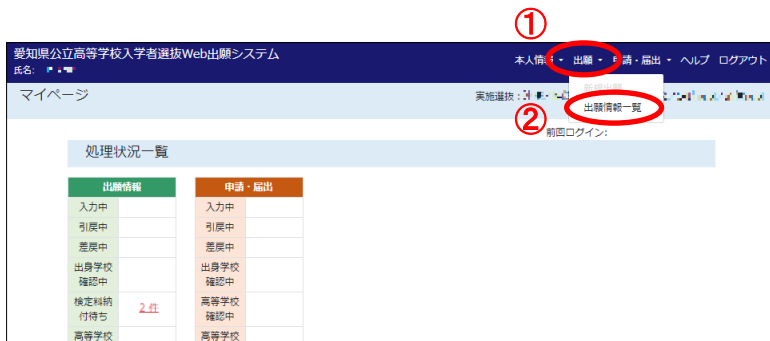 ①
愛知県公立高等学校入学者選抜Web出願システム
氏名:
本人情 出願 申請・届出 ヘルプ ログアウト
マイページ
実施選抜:
新規出願
出願情報一覧
②
前回ログイン:
処理状況一覧
出願情報
入力中
引戻中
差戻中
出身学校
確認中
検定料納
付待ち
2 件
高等学校
申請・届出
入力中
引戻中
差戻中
出身学校
確認中
高等学校
確認中
高等学校